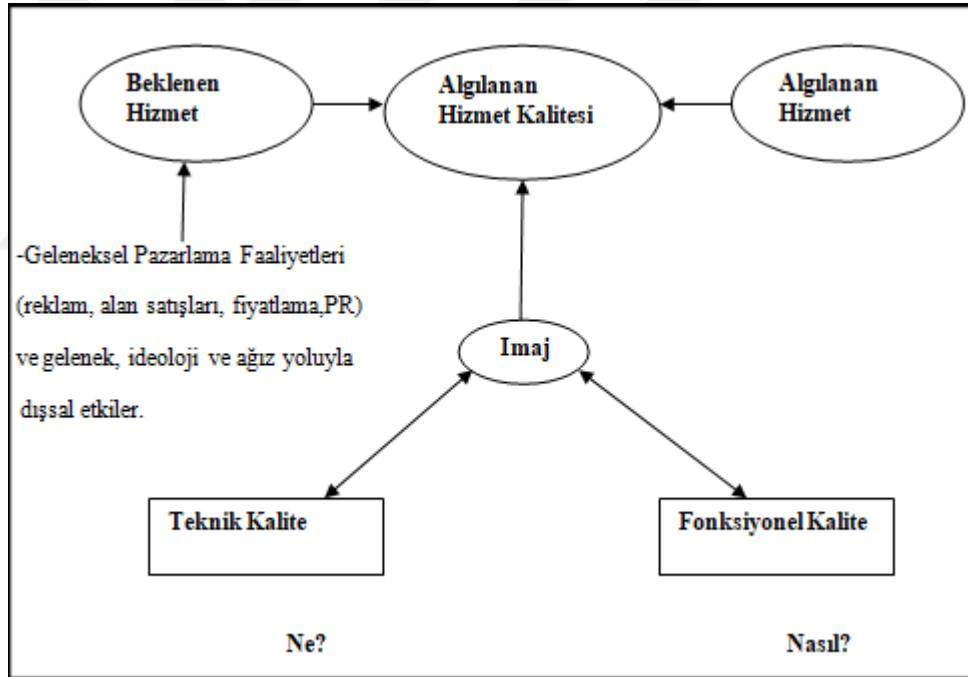 Beklenen
Hizmet
Algılanan
Hizmet Kalitesi
Algılanan
Hizmet
-Geleneksel Pazarlama Faaliyetleri
(reklam, alan satışları, fiyatlama,PR)
ve gelenek, ideoloji ve ağız yoluyla
dışsal etkiler.
Imaj
Teknik Kalite
Fonksiyonel Kalite
Ne?
Nasıl?